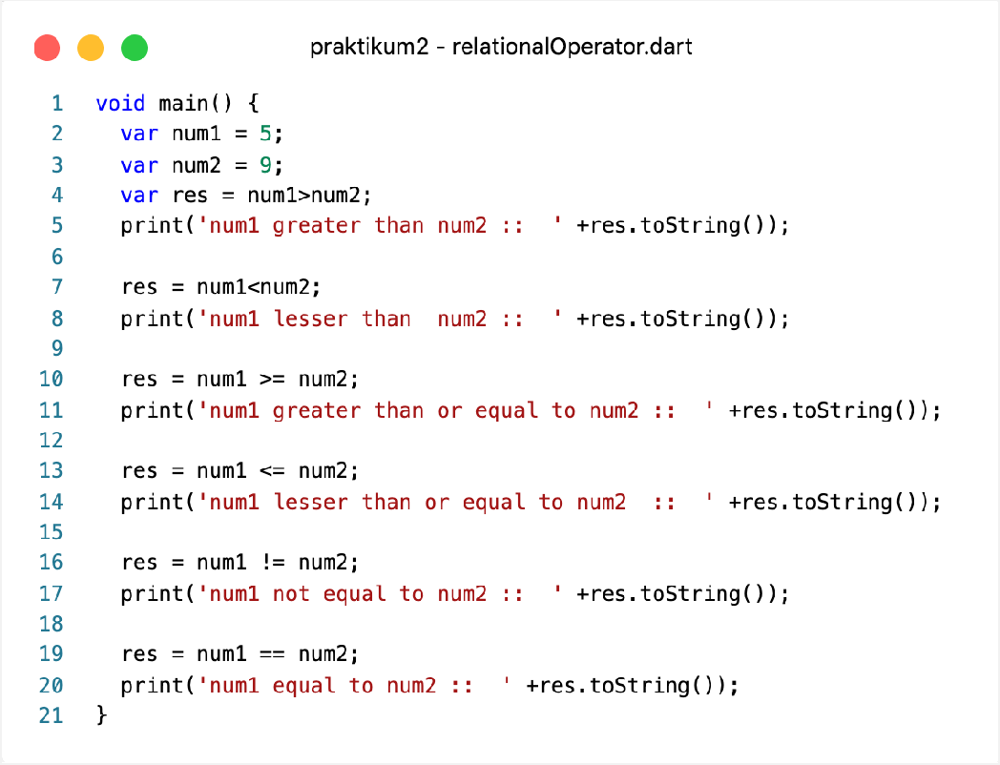 praktikum2 - relationalOperator.dart
1 void main() {
2   var num1 = 5;
3   var num2 = 9;
4   var res = num1>num2;
5   print('num1 greater than num2 ::  ' +res.toString());
6
7   res = num1<num2;
8   print('num1 lesser than  num2 ::  ' +res.toString());
9
10   res = num1 >= num2;
11   print('num1 greater than or equal to num2 ::  ' +res.toString());
12
13   res = num1 <= num2;
14   print('num1 lesser than or equal to num2  ::  ' +res.toString());
15
16   res = num1 != num2;
17   print('num1 not equal to num2 ::  ' +res.toString());
18
19   res = num1 == num2;
20   print('num1 equal to num2 ::  ' +res.toString());
21 }